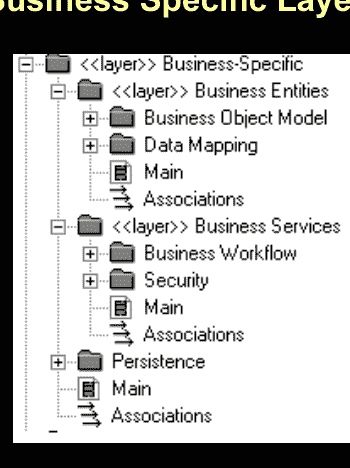 Business Specific Laye
<<layer>> Business-Specific
<<layer>> Business Entities
Business Object Model
Data Mapping
Main
Associations
<<layer>> Business Services
Business Workflow
Security
Main
Associations
Persistence
Main
Associations